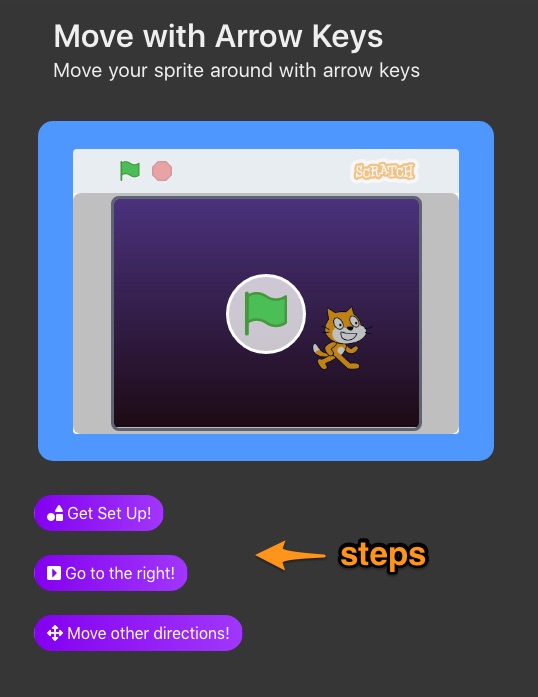 Move with Arrow Keys
Move your sprite around with arrow keys
SCRATCH
Get Set Up!
Go to the right!
steps
Move other directions!